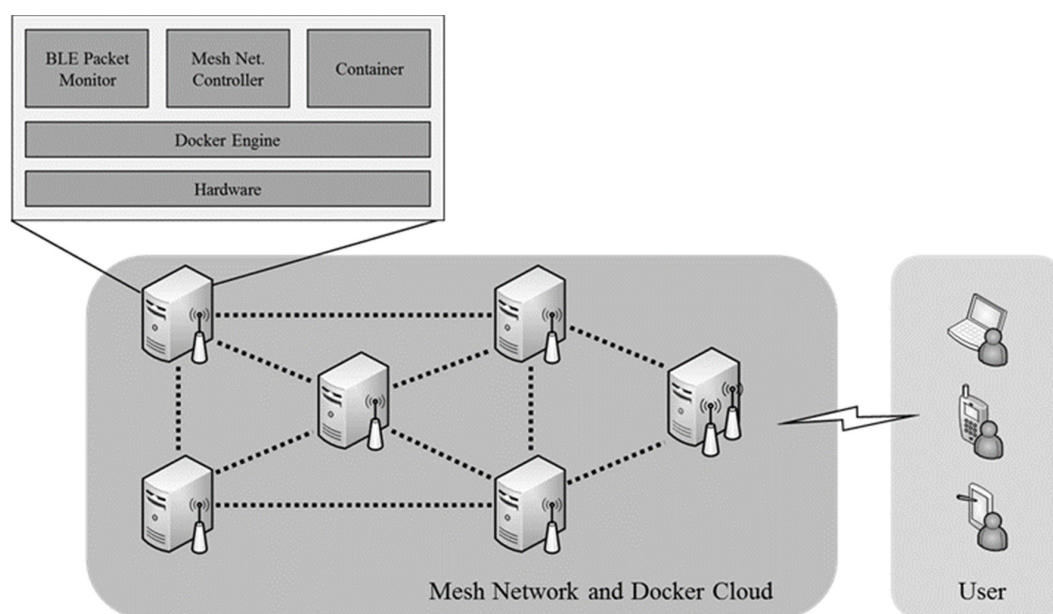 BLE Packet
Monitor
Mesh Net.
Controller
Container
Docker Engine
Hardware
Mesh Network and Docker Cloud
User